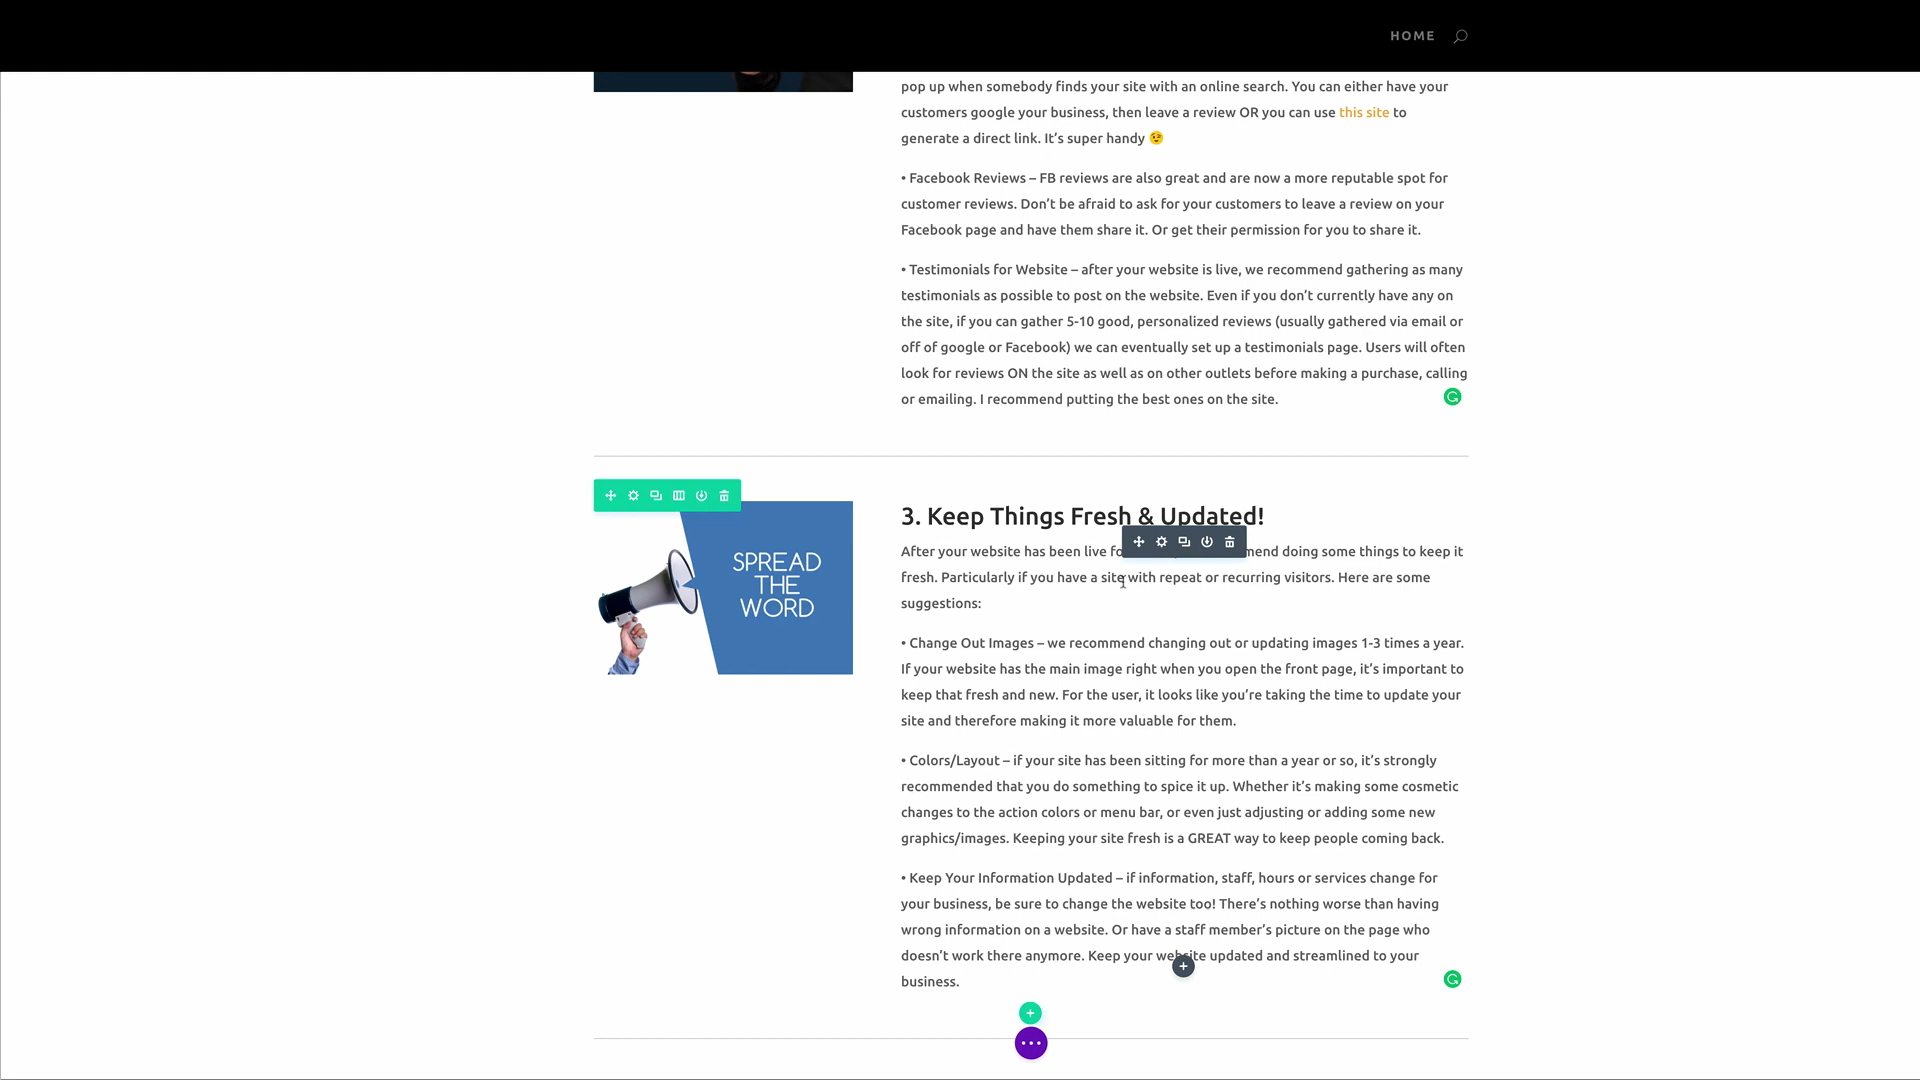 HOME
pop up when somebody finds your site with an online search. You can either have your
customers google your business, then leave a review OR you can use this site to
generate a direct link. It's super handy 😉
• Facebook Reviews – FB reviews are also great and are now a more reputable spot for
customer reviews. Don't be afraid to ask for your customers to leave a review on your
Facebook page and have them share it. Or get their permission for you to share it.
• Testimonials for Website – after your website is live, we recommend gathering as many
testimonials as possible to post on the website. Even if you don't currently have any on
the site, if you can gather 5-10 good, personalized reviews (usually gathered via email or
off of google or Facebook) we can eventually set up a testimonials page. Users will often
look for reviews ON the site as well as on other outlets before making a purchase, calling
or emailing. I recommend putting the best ones on the site.
SPREAD
THE
WORD
3. Keep Things Fresh & Updated!
After your website has been live doing some things to keep it
fresh. Particularly if you have a site with repeat or recurring visitors. Here are some
suggestions:
• Change Out Images – we recommend changing out or updating images 1-3 times a year.
If your website has the main image right when you open the front page, it's important to
keep that fresh and new. For the user, it looks like you're taking the time to update your
site and therefore making it more valuable for them.
• Colors/Layout – if your site has been sitting for more than a year or so, it's strongly
recommended that you do something to spice it up. Whether it's making some cosmetic
changes to the action colors or menu bar, or even just adjusting or adding some new
graphics/images. Keeping your site fresh is a GREAT way to keep people coming back.
• Keep Your Information Updated – if information, staff, hours or services change for
your business, be sure to change the website too! There's nothing worse than having
wrong information on a website. Or have a staff member's picture on the page who
doesn't work there anymore. Keep your website updated and streamlined to your
business.